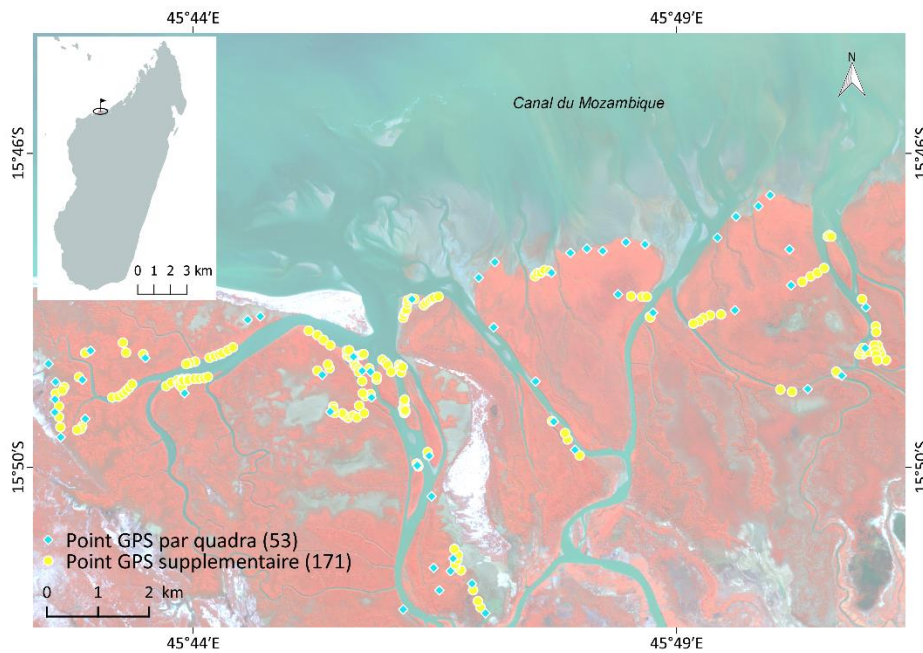 45°44′E
45°49′E
N
Canal du Mozambique
15°46′S
15°46′S
0 1 2 3 km
15°50′S
15°50′S
Point GPS par quadra (53)
Point GPS supplementaire (171)
0 1 2 km
45°44′E
45°49′E